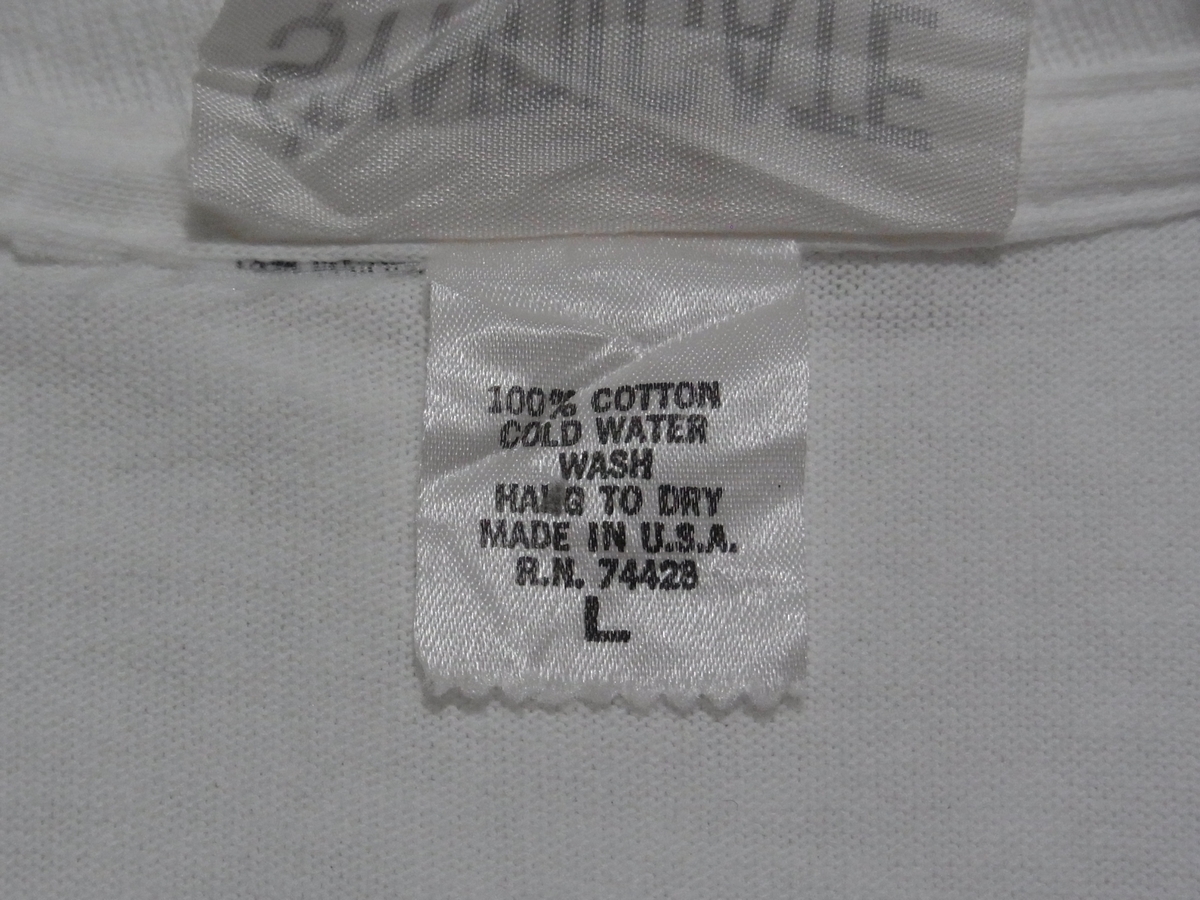 100% COTTON
COLD WATER
WASH
HANG TO DRY
MADE IN U.S.A.
R.N. 74428
L